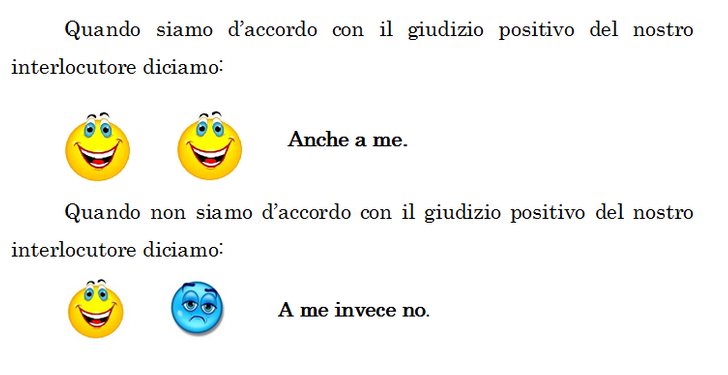 Quando siamo d’accordo con il giudizio positivo del nostro
interlocutore diciamo:
Anche a me.
Quando non siamo d’accordo con il giudizio positivo del nostro
interlocutore diciamo:
A me invece no.